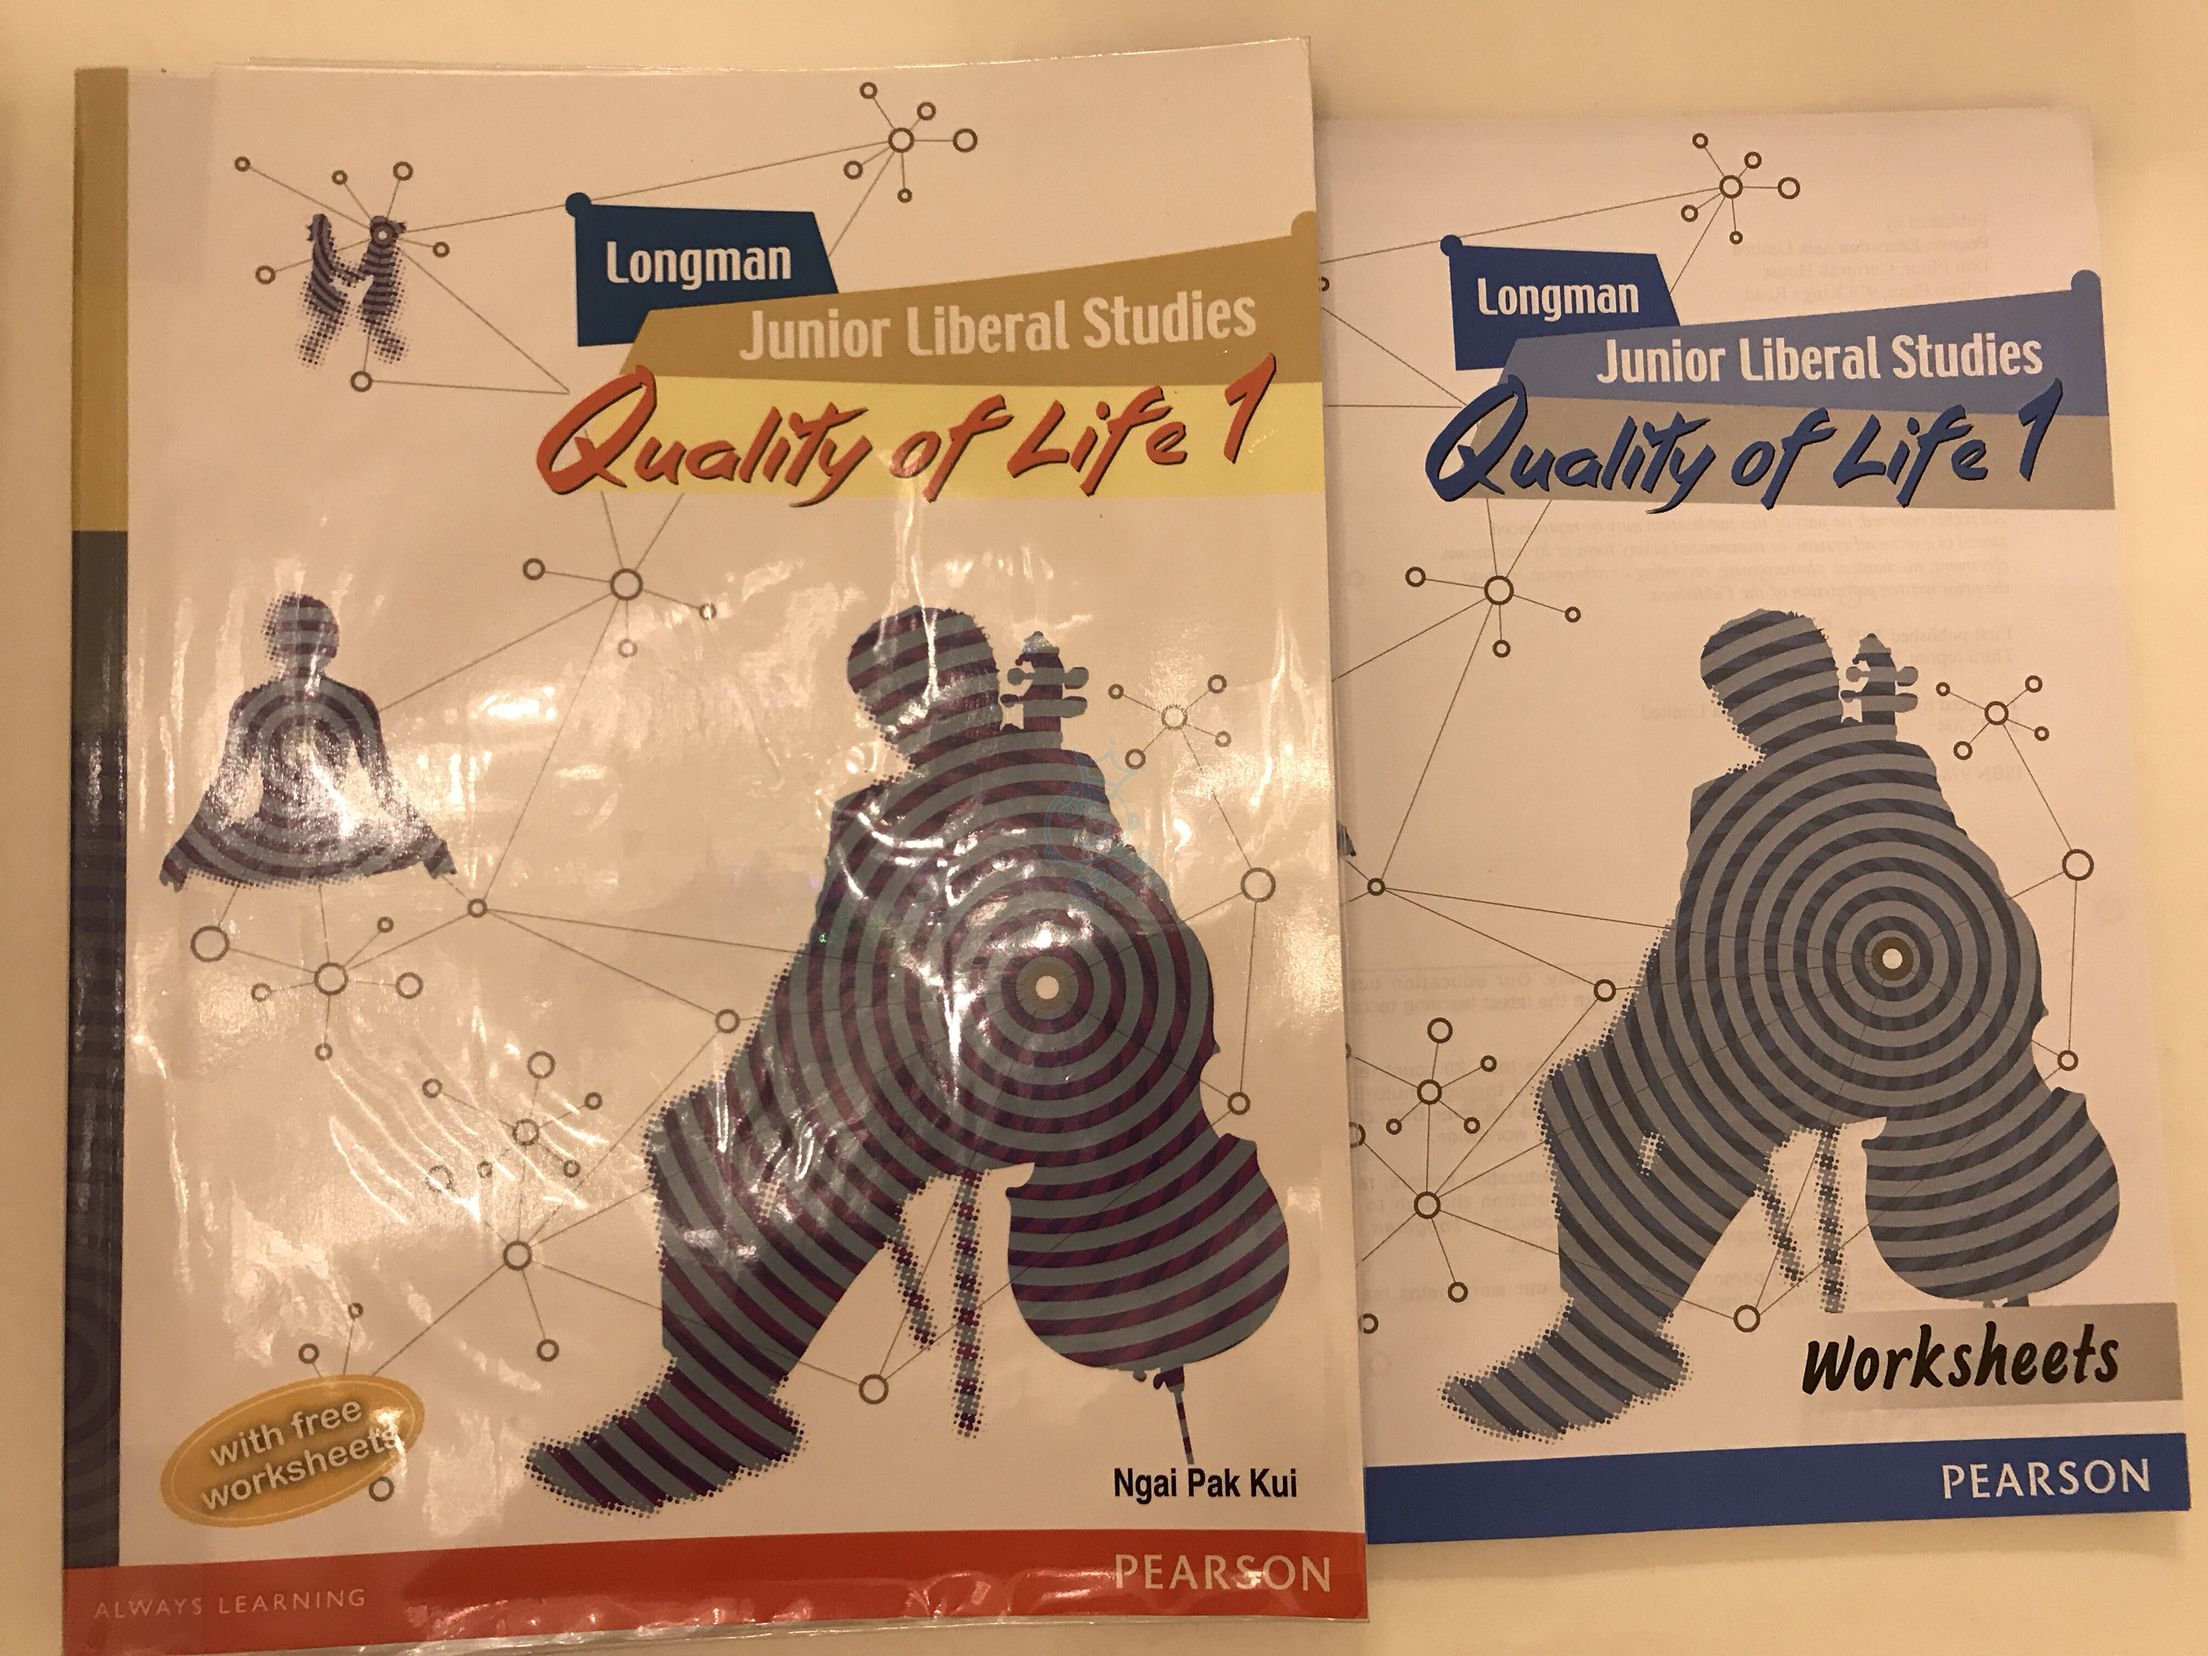 Longman
Junior Liberal Studies
Quality of Life 1
with free
worksheets
Ngai Pak Kui
ALWAYS LEARNING
PEARSON
Longman
Junior Liberal Studies
Quality of Life 1
Worksheets
PEARSON